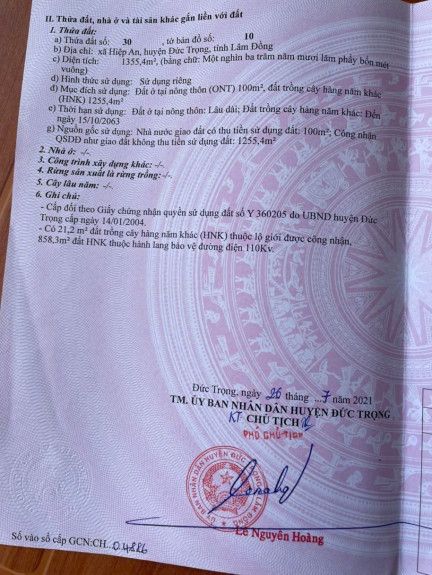 II. Thửa đất, nhà ở và tài sản khác gắn liền với đất
1. Thửa đất:
a) Thửa đất số: 30 , tờ bản đồ số: 10
b) Địa chỉ: xã Hiệp An, huyện Đức Trọng, tỉnh Lâm Đồng
c) Diện tích: 1355,4m², (bằng chữ: Một nghìn ba trăm năm mươi lăm phẩy bốn mét
vuông)
d) Hình thức sử dụng: Sử dụng riêng
đ) Mục đích sử dụng: Đất ở tại nông thôn (ONT) 100m², đất trồng cây hàng năm khác
(HNK) 1255.4m²
e) Thời hạn sử dụng: Đất ở tại nông thôn: Lâu dài; Đất trồng cây hàng năm khác: Đến
ngày 15/10/2063
g) Nguồn gốc sử dụng: Nhà nước giao đất có thu tiền sử dụng đất: 100m²; Công nhận
QSDĐ như giao đất không thu tiền sử dụng đất: 1255.4m²
2. Nhà ở: -/-
3. Công trình xây dựng khác: -/-
4. Rừng sản xuất là rừng trồng: -/-
5. Cây lâu năm: -/-
6. Ghi chú:
- Cấp đổi theo Giấy chứng nhận quyền sử dụng đất số Y 360205 do UBND huyện Đức
Trọng cấp ngày 14/01/2004.
- Có 21,2 m² đất trồng cây hàng năm khác (HNK) thuộc lộ giới được công nhận,
858,3m² đất HNK thuộc hành lang bảo vệ đường điện 110Kv.
Đức Trọng, ngày 26 tháng ...7 năm 2021
TM. ỦY BAN NHÂN DÂN HUYỆN ĐỨC TRỌNG
KT CHỦ TỊCH
PHÓ CHỦ TỊCH
ỦY BAN NHÂN DÂN HUYỆN ĐỨC TRỌNG
LÂM ĐỒNG
Lê Nguyên Hoàng
Số vào sổ cấp GCN:CH...04886